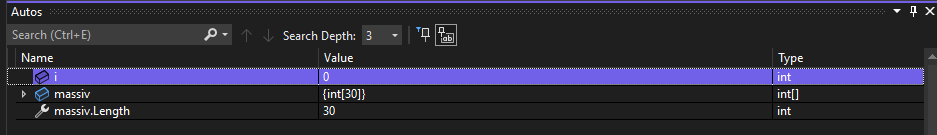 Autos
Search (Ctrl+E) Search Depth: 3
Name Value Type
i 0 int
massiv {int[30]} int[]
massiv.Length 30 int